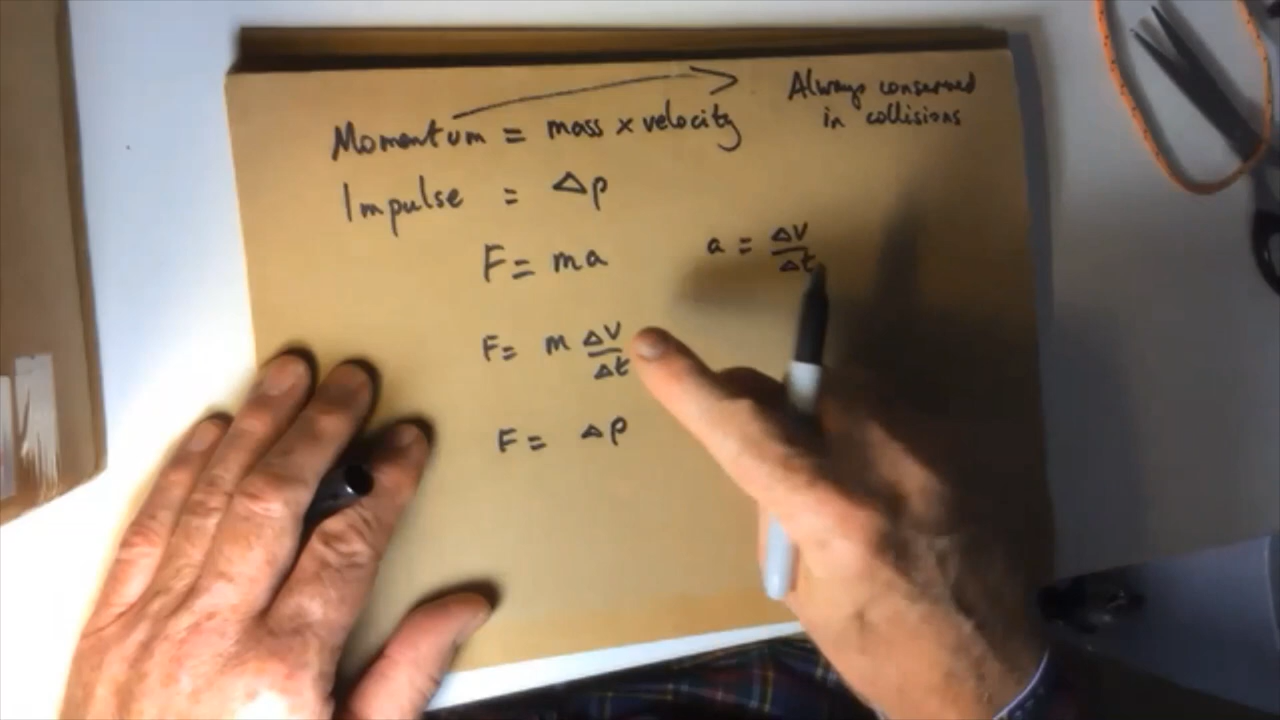 Momentum = mass x velocity
Always conserved
in collisions
Impulse = Δp
F = ma
a = ΔV/Δt
F = m ΔV/Δt
F = Δp